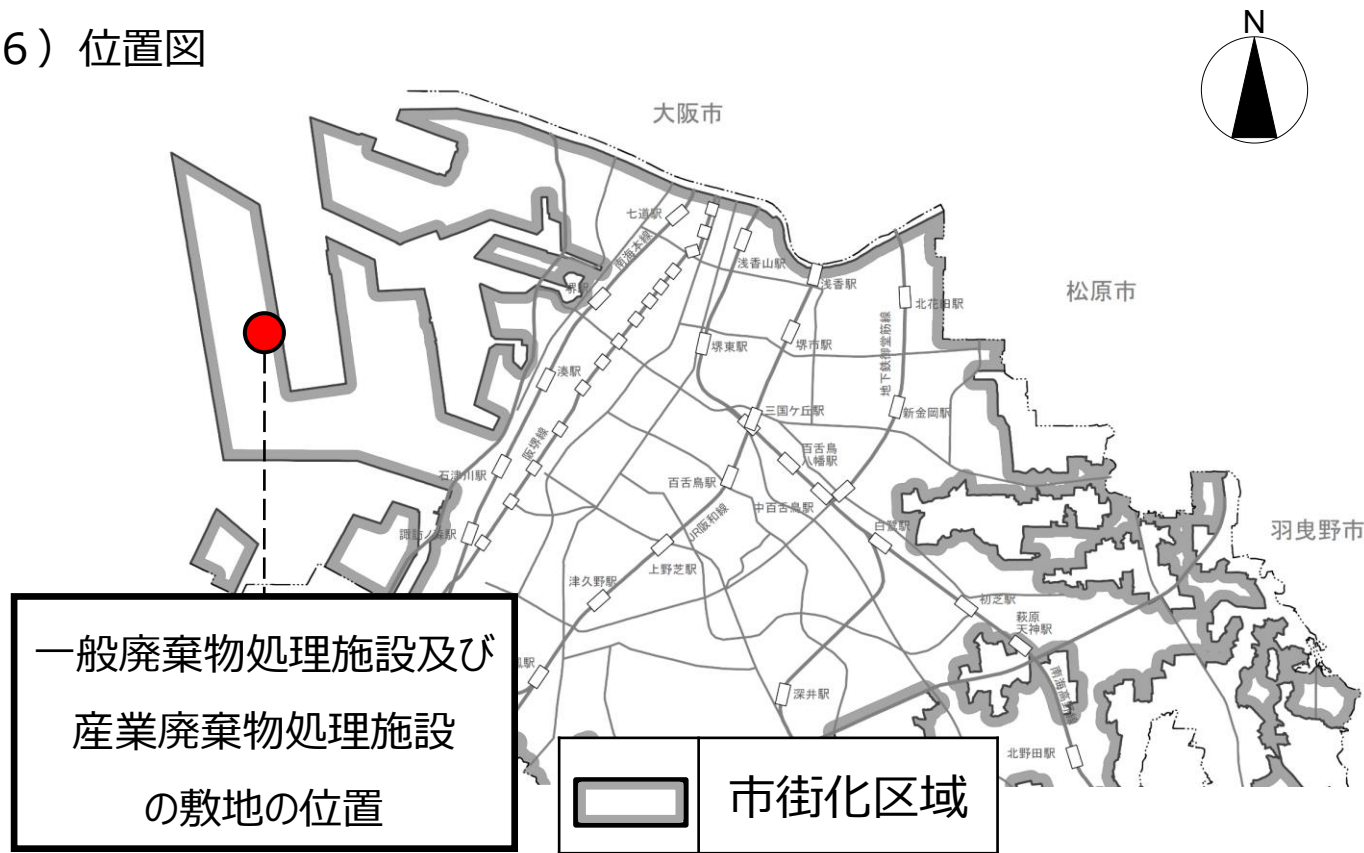 6）位置図
N
大阪市
松原市
羽曳野市
七道駅
南海本線
堺駅
浅香山駅
浅香駅
北花田駅
地下鉄御堂筋線
堺東駅
堺市駅
湊駅
三国ケ丘駅
新金岡駅
阪堺線
百舌鳥
八幡駅
石津川駅
百舌鳥駅
中百舌鳥駅
諏訪ノ森駅
JR阪和線
白鷺駅
上野芝駅
津久野駅
初芝駅
萩原
天神駅
鳳駅
深井駅
南海高野線
北野田駅
一般廃棄物処理施設及び
産業廃棄物処理施設
の敷地の位置
市街化区域